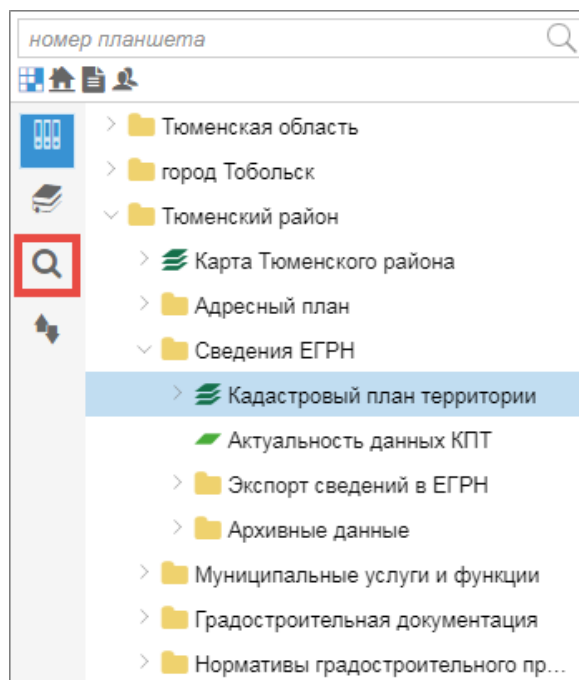 номер планшета
Тюменская область
город Тобольск
Тюменский район
Карта Тюменского района
Адресный план
Сведения ЕГРН
Кадастровый план территории
Актуальность данных КПТ
Экспорт сведений в ЕГРН
Архивные данные
Муниципальные услуги и функции
Градостроительная документация
Нормативы градостроительного пр...